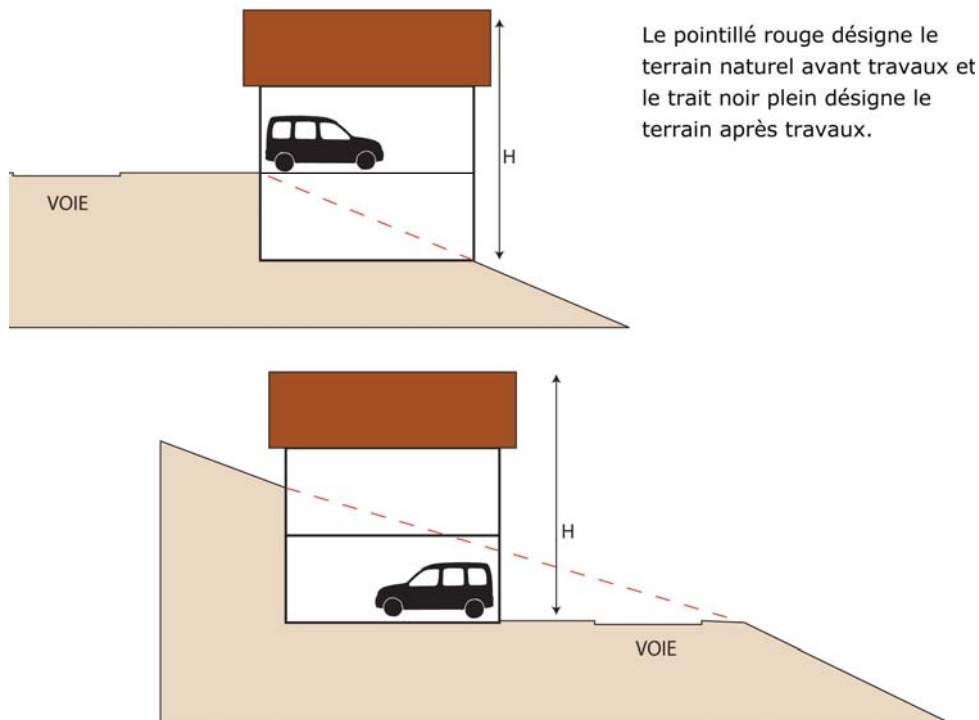 Le pointillé rouge désigne le
terrain naturel avant travaux et
le trait noir plein désigne le
terrain après travaux.
H
VOIE
H
VOIE